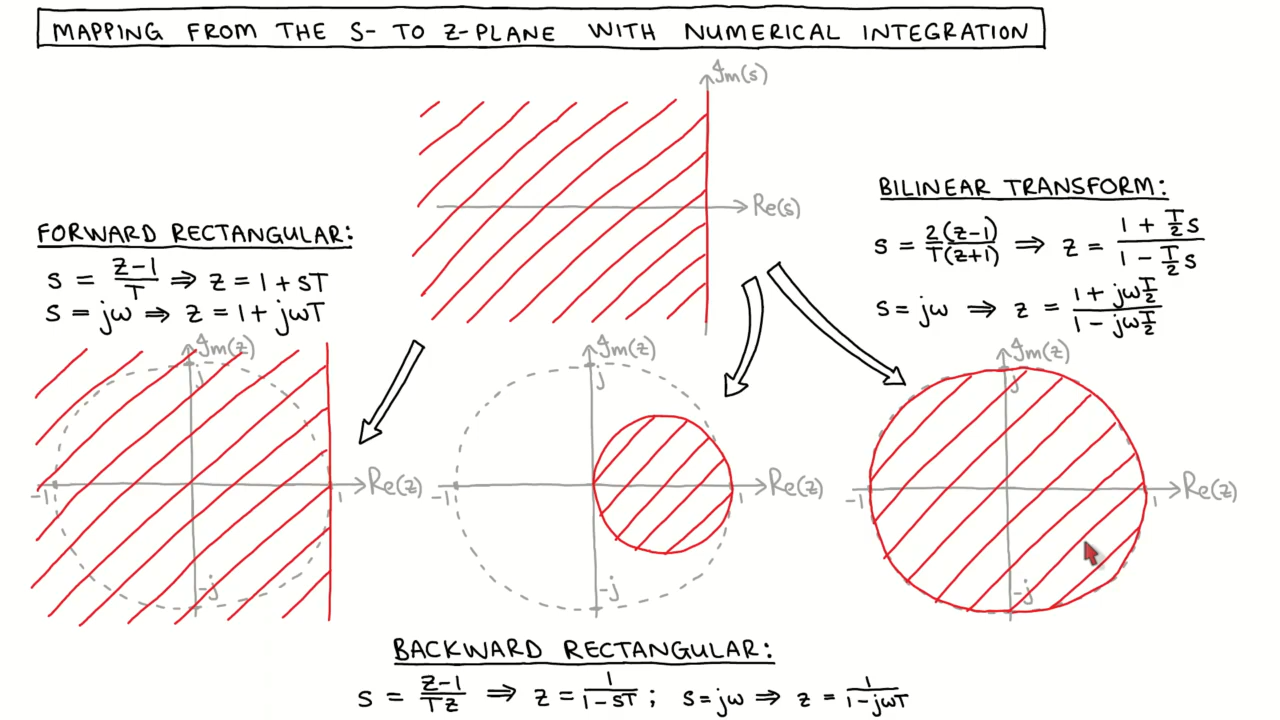 MAPPING FROM THE S- TO Z-PLANE WITH NUMERICAL INTEGRATION
Im(s)
Re(s)
FORWARD RECTANGULAR:
s = (z-1)/T ⇒ z = 1 + sT
s = jω ⇒ z = 1 + jωT
BILINEAR TRANSFORM:
s = 2(z-1)/T(z+1) ⇒ z = (1 + T/2 s)/(1 - T/2 s)
s = jω ⇒ z = (1 + jω T/2)/(1 - jω T/2)
Im(z)
j
-1
1
Re(z)
-j
Im(z)
j
-1
1
Re(z)
-j
Im(z)
j
-1
1
Re(z)
-j
BACKWARD RECTANGULAR:
s = (z-1)/Tz ⇒ z = 1/(1-sT) ; s = jω ⇒ z = 1/(1-jωT)